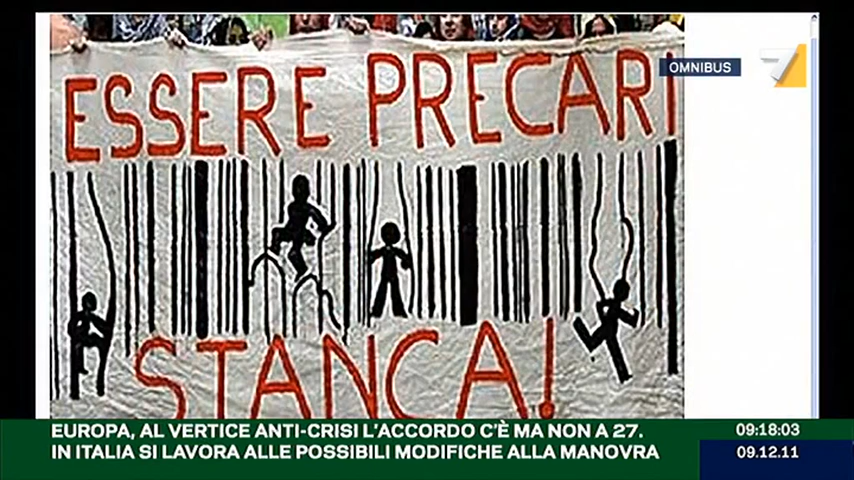 ESSERE PRECARI
OMNIBUS
7
STANCA!
EUROPA, AL VERTICE ANTI-CRISI L'ACCORDO C'È MA NON A 27.
IN ITALIA SI LAVORA ALLE POSSIBILI MODIFICHE ALLA MANOVRA
09:18:03
09.12.11